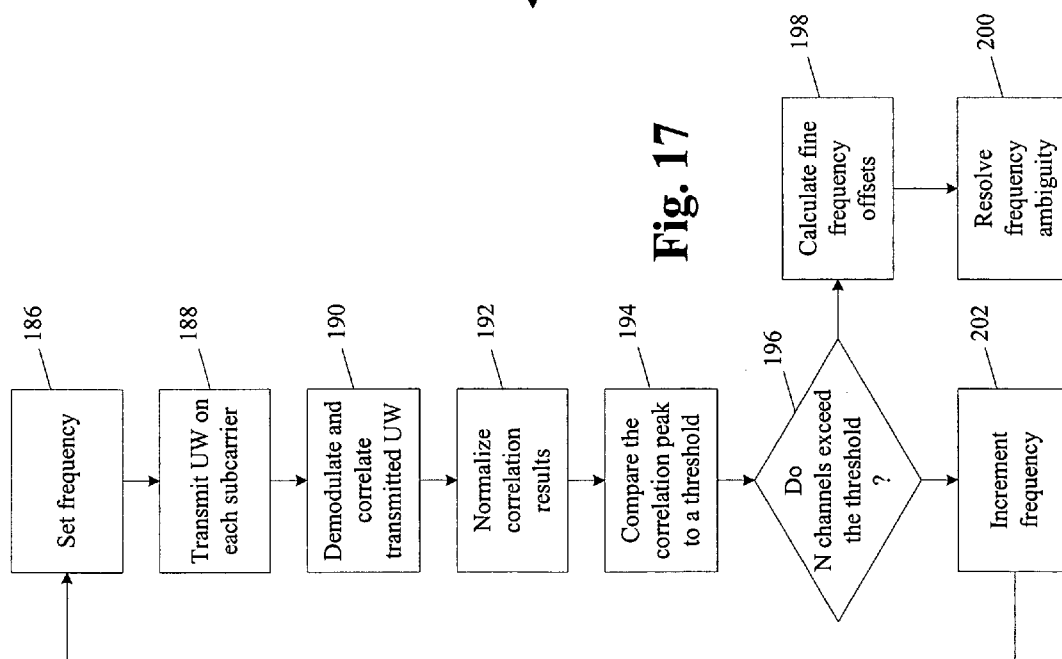 186
Set frequency
188
Transmit UW on
each subcarrier
190
Demodulate and
correlate
transmitted UW
192
Normalize
correlation
results
194
Compare the
correlation peak
to a threshold
196
Do
N channels exceed
the threshold
?
198
Calculate fine
frequency
offsets
200
Resolve
frequency
ambiguity
202
Increment
frequency
Fig. 17